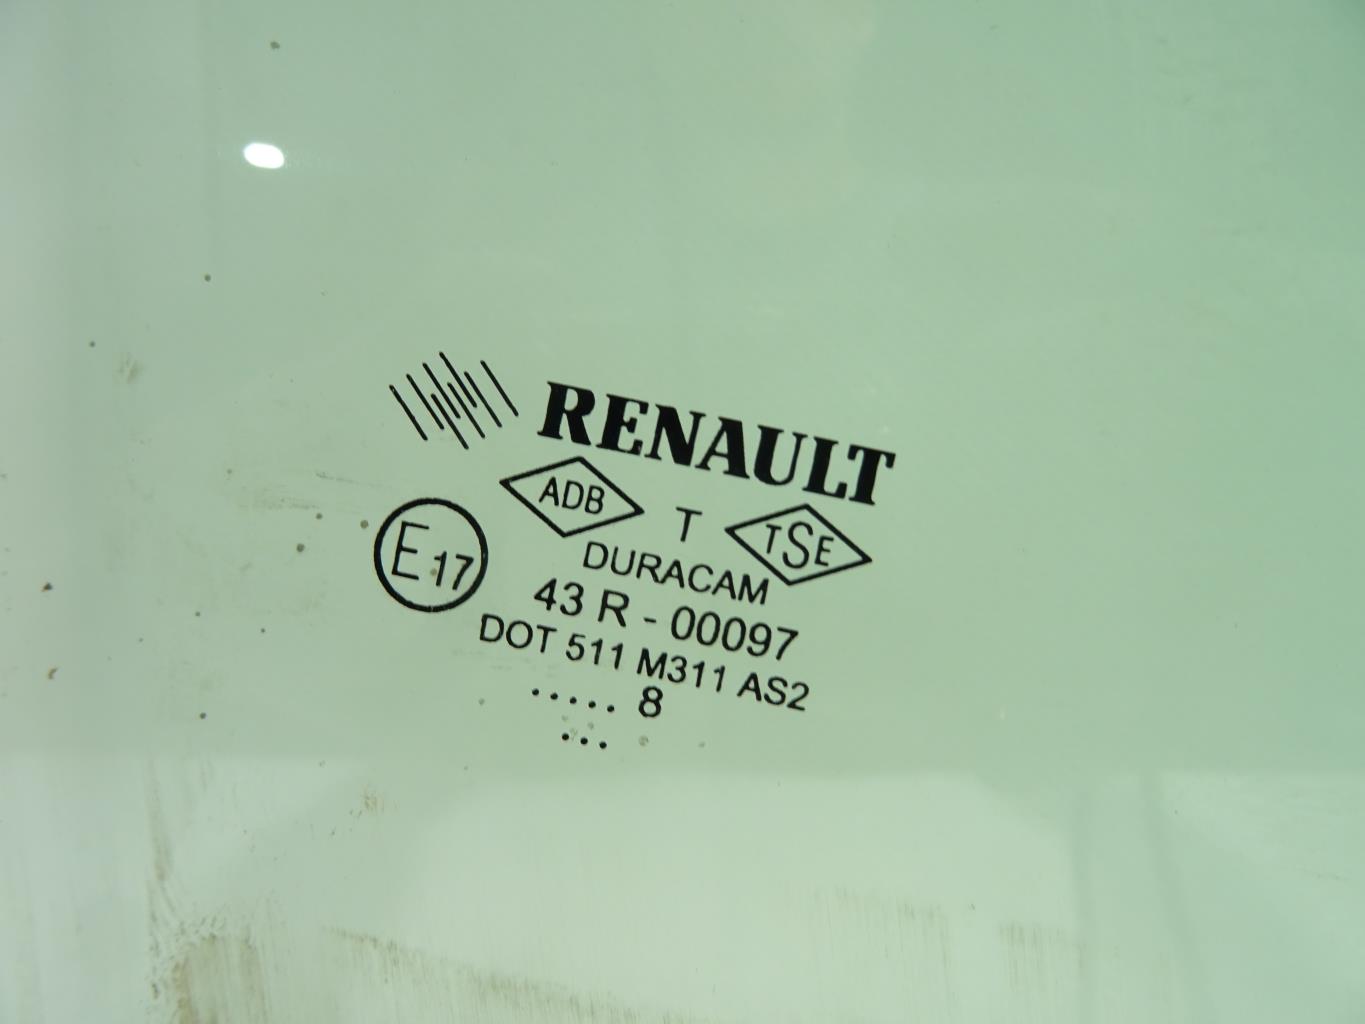 RENAULT
ADB T TSE
DURACAM
E17 43 R - 00097
DOT 511 M311 AS2
..... 8
...